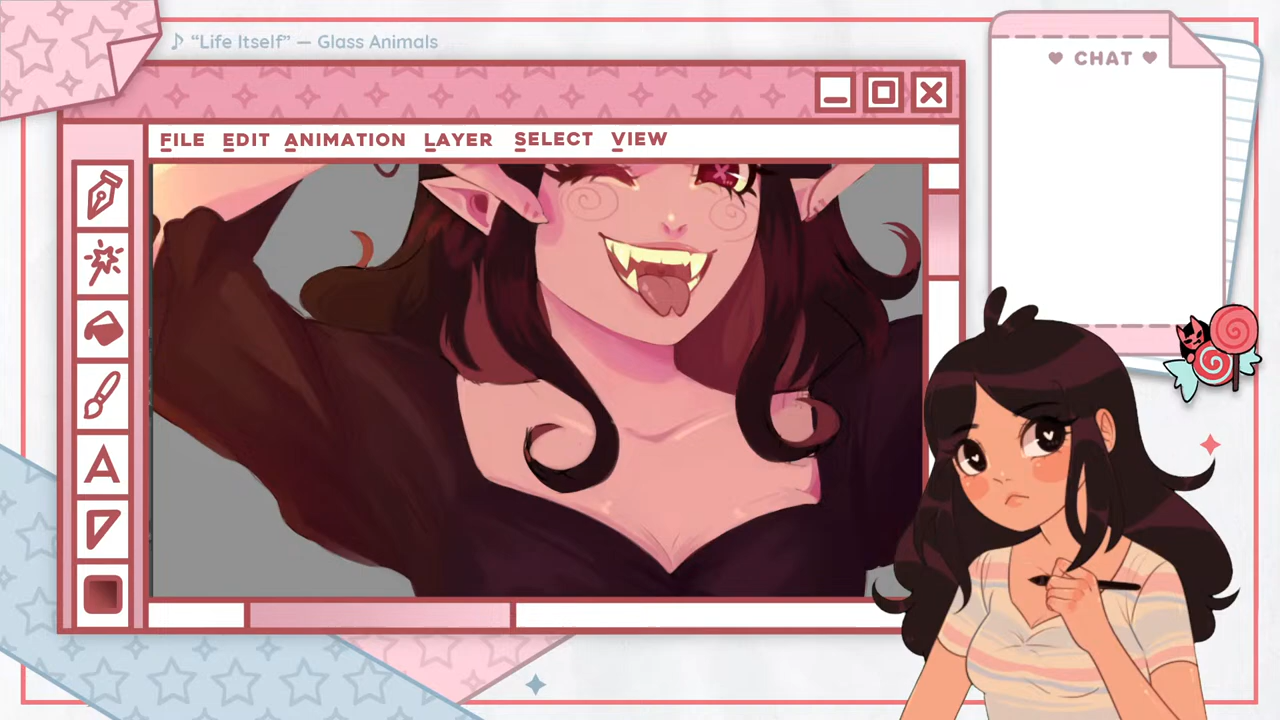 ♪ “Life Itself” — Glass Animals
CHAT
FILE EDIT ANIMATION LAYER SELECT VIEW
A